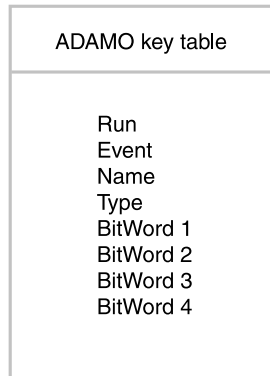 ADAMO key table
Run
Event
Name
Type
BitWord 1
BitWord 2
BitWord 3
BitWord 4